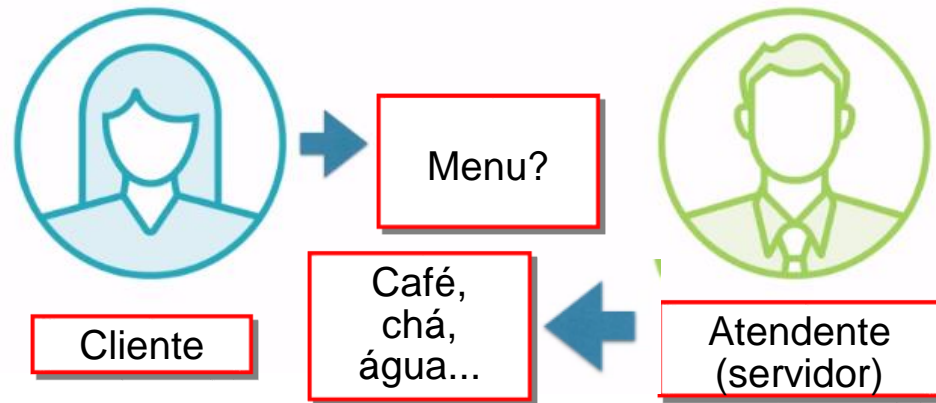 Menu?
Café,
chá,
água...
Cliente
Atendente
(servidor)